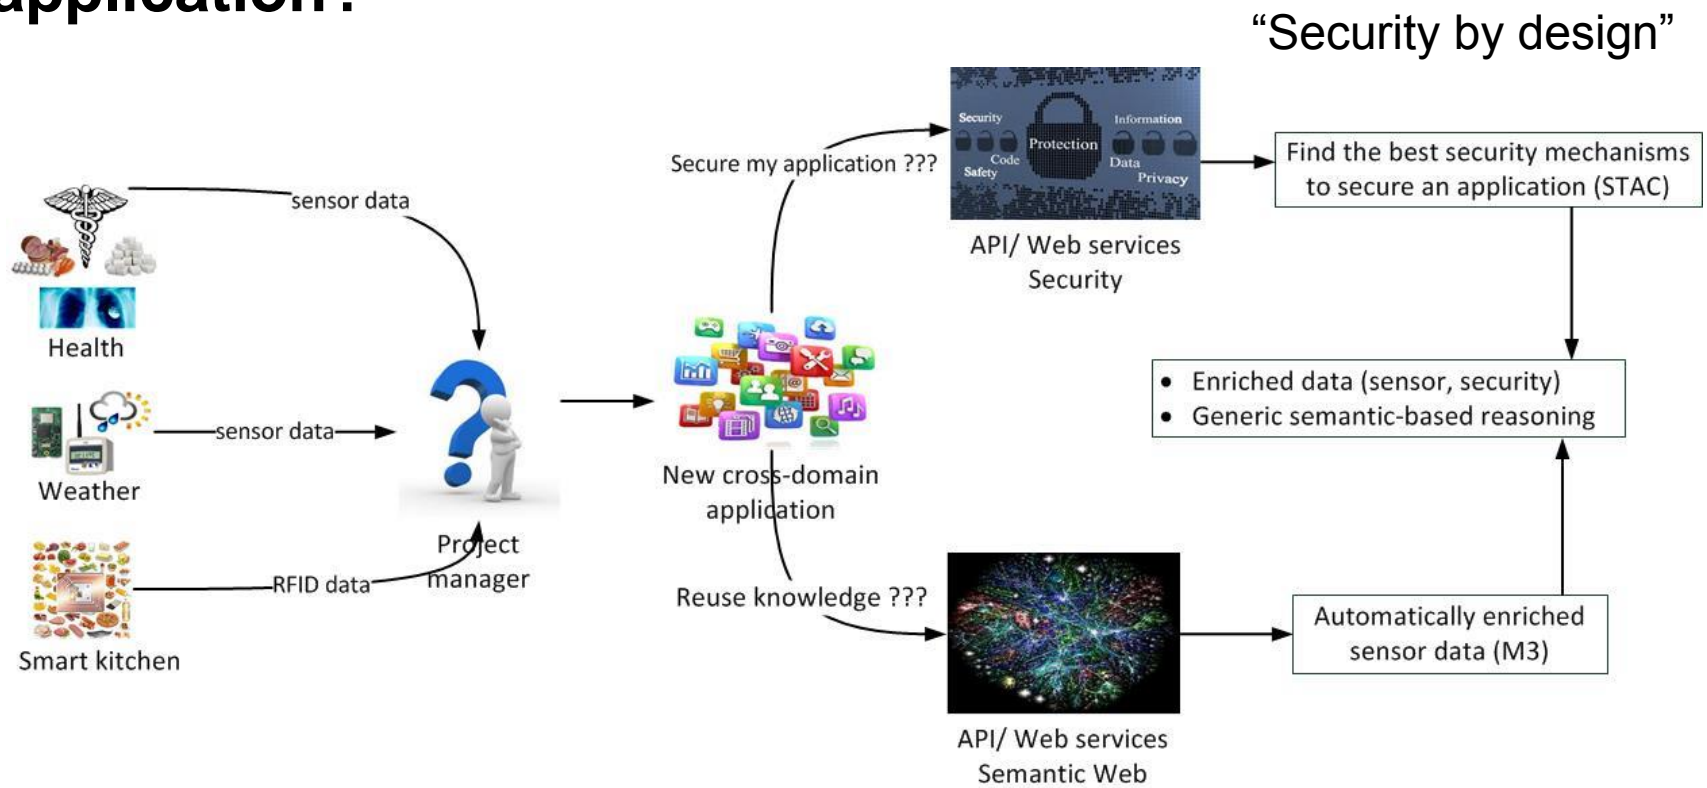 application?
“Security by design”
Security
Information
Protection
Code
Data
Safety
Privacy
Secure my application ???
Find the best security mechanisms
to secure an application (STAC)
sensor data
API/ Web services
Security
Health
• Enriched data (sensor, security)
• Generic semantic-based reasoning
sensor data
Weather
New cross-domain
application
Project
manager
RFID data
Reuse knowledge ???
Automatically enriched
sensor data (M3)
Smart kitchen
API/ Web services
Semantic Web